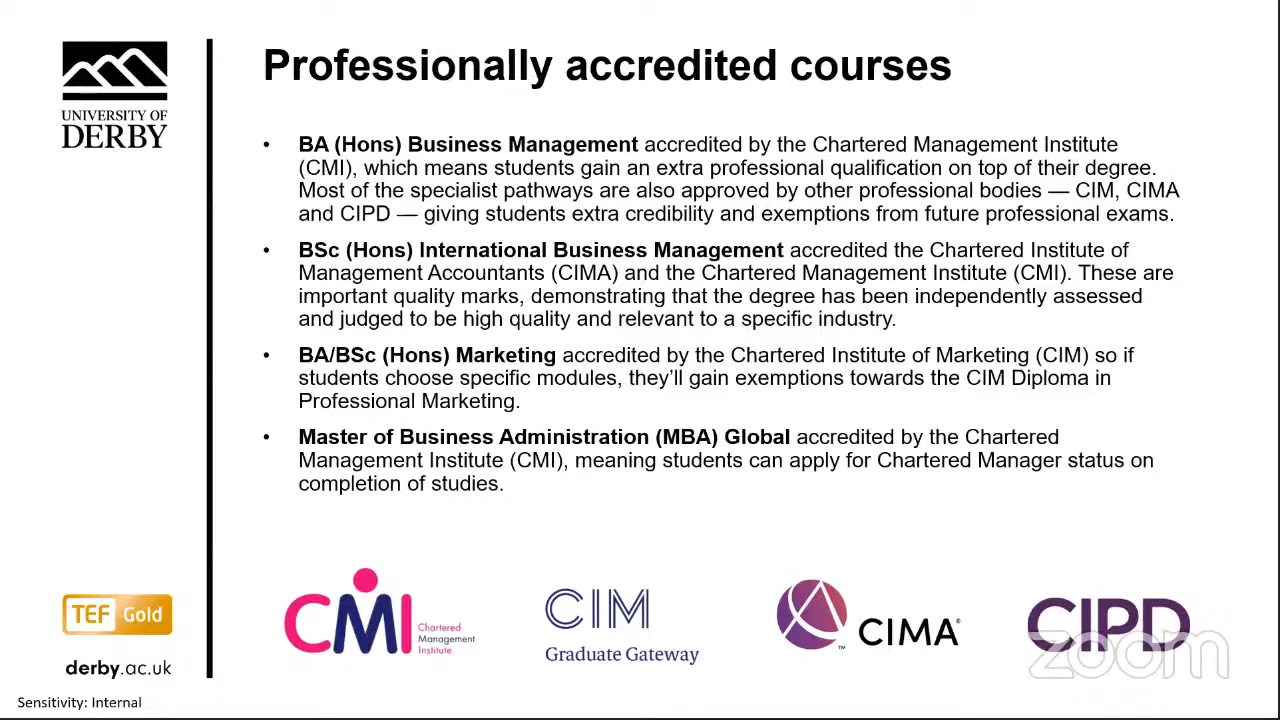 UNIVERSITY OF
DERBY
Professionally accredited courses
• BA (Hons) Business Management accredited by the Chartered Management Institute
(CMI), which means students gain an extra professional qualification on top of their degree.
Most of the specialist pathways are also approved by other professional bodies — CIM, CIMA
and CIPD — giving students extra credibility and exemptions from future professional exams.
• BSc (Hons) International Business Management accredited the Chartered Institute of
Management Accountants (CIMA) and the Chartered Management Institute (CMI). These are
important quality marks, demonstrating that the degree has been independently assessed
and judged to be high quality and relevant to a specific industry.
• BA/BSc (Hons) Marketing accredited by the Chartered Institute of Marketing (CIM) so if
students choose specific modules, they’ll gain exemptions towards the CIM Diploma in
Professional Marketing.
• Master of Business Administration (MBA) Global accredited by the Chartered
Management Institute (CMI), meaning students can apply for Chartered Manager status on
completion of studies.
TEF Gold
derby.ac.uk
CMI Chartered
Management
Institute
CIM
Graduate Gateway
CIMA®
™
CIPD
zoom
Sensitivity: Internal